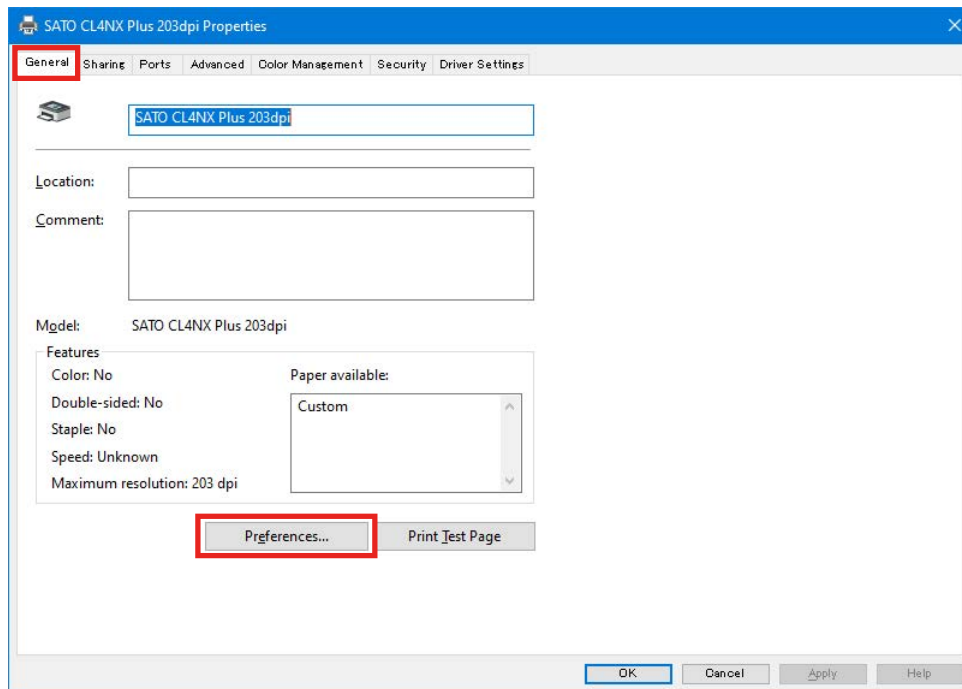 SATO CL4NX Plus 203dpi Properties
General Sharing Ports Advanced Color Management Security Driver Settings
SATO CL4NX Plus 203dpi
Location:
Comment:
Model: SATO CL4NX Plus 203dpi
Features
Color: No Paper available:
Double-sided: No Custom
Staple: No
Speed: Unknown
Maximum resolution: 203 dpi
Preferences... Print Test Page
OK Cancel Apply Help